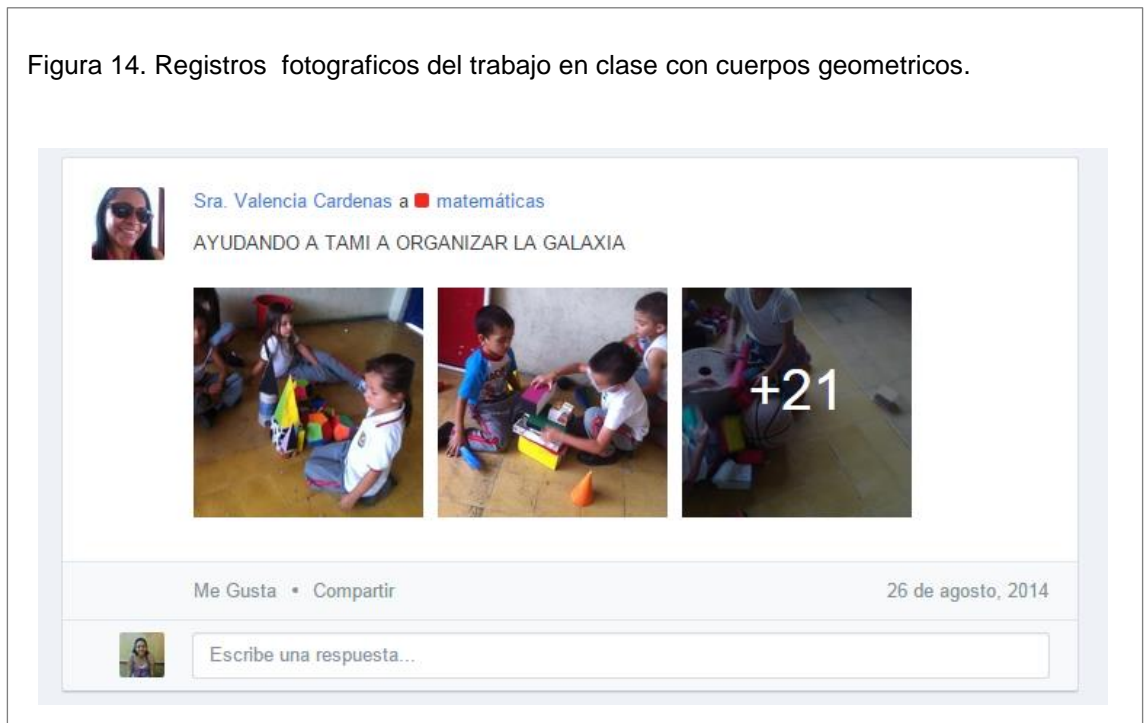 Figura 14. Registros fotograficos del trabajo en clase con cuerpos geometricos.
Sra. Valencia Cardenas a matemáticas
AYUDANDO A TAMI A ORGANIZAR LA GALAXIA
+21
Me Gusta • Compartir
26 de agosto, 2014
Escribe una respuesta...